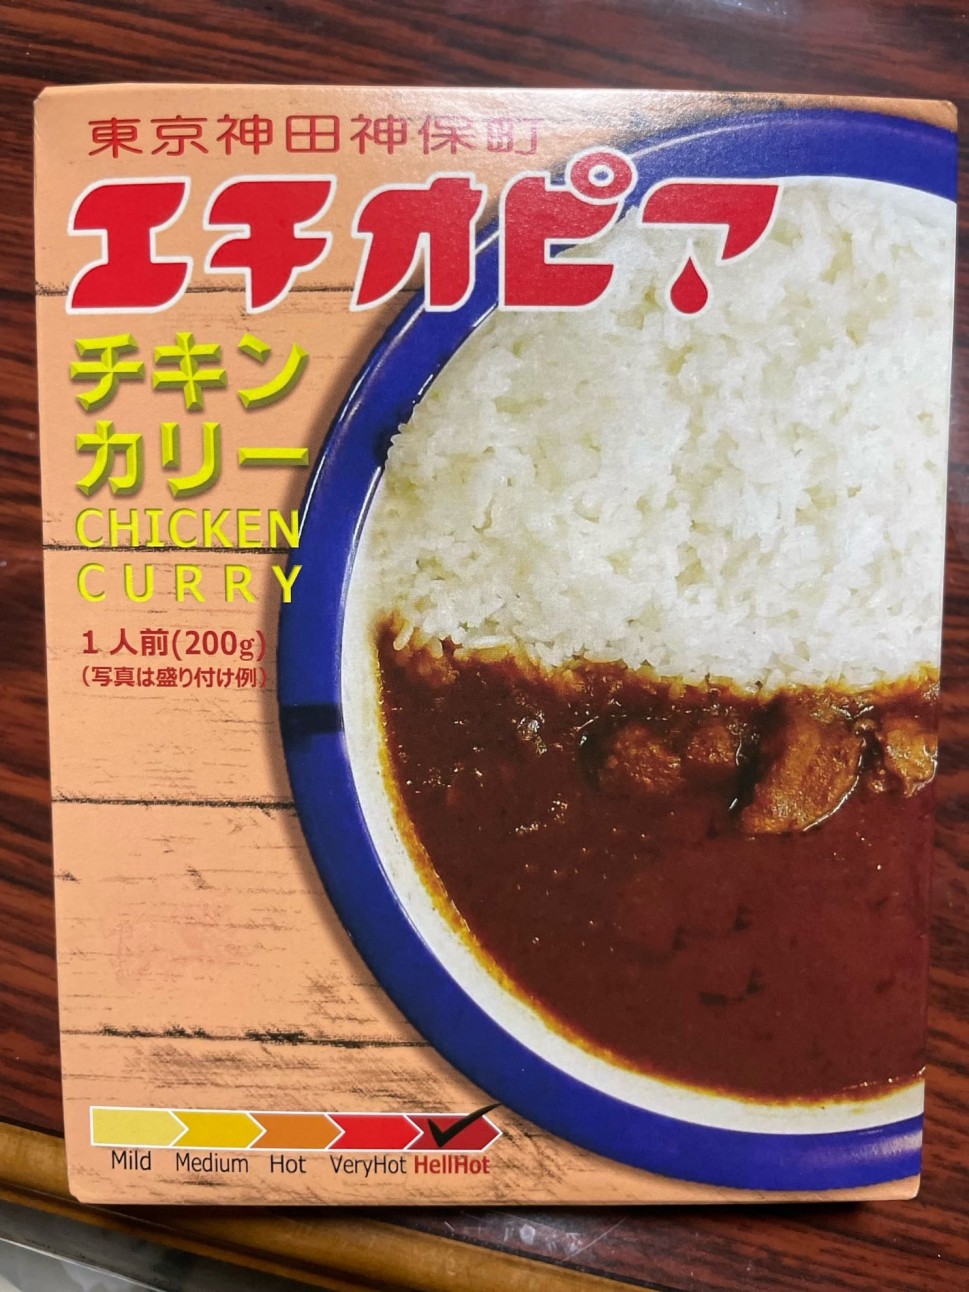 東京神田神保町
エチオピア
チキン
カリー
CHICKEN
CURRY
1人前(200g)
(写真は盛り付け例)
Mild Medium Hot VeryHot HellHot